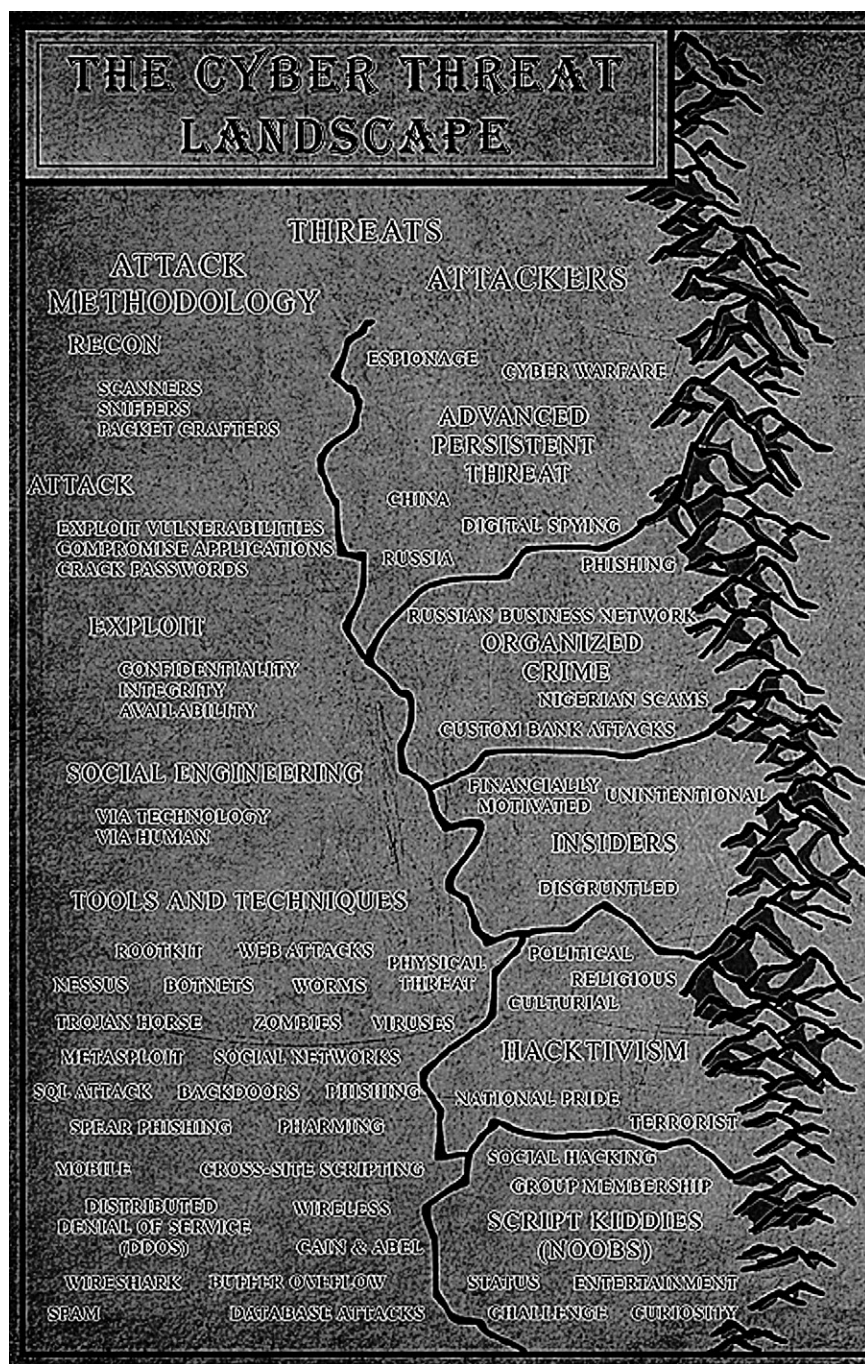 THE CYBER THREAT
LANDSCAPE
THREATS
ATTACK
METHODOLOGY
RECON
SCANNERS
SNIFFERS
PACKET CRAFTERS
ATTACK
EXPLOIT VULNERABILITIES
COMPROMISE APPLICATIONS
CRACK PASSWORDS
EXPLOIT
CONFIDENTIALITY
INTEGRITY
AVAILABILITY
SOCIAL ENGINEERING
VIA TECHNOLOGY
VIA HUMAN
TOOLS AND TECHNIQUES
ROOTKIT WEB ATTACKS
PHYSICAL
THREAT
NESSUS BOTNETS WORMS
TROJAN HORSE ZOMBIES VIRUSES
METASPLOIT SOCIAL NETWORKS
SQL ATTACK BACKDOORS PHISHING
SPEAR PHISHING PHARMING
MOBILE CROSS-SITE SCRIPTING
DISTRIBUTED
DENIAL OF SERVICE
(DDOS)
WIRELESS
CAIN & ABEL
WIRESHARK BUFFER OVEFLOW
SPAM DATABASE ATTACKS
ATTACKERS
ESPIONAGE
CYBER WARFARE
ADVANCED
PERSISTENT
THREAT
CHINA
DIGITAL SPYING
RUSSIA
PHISHING
RUSSIAN BUSINESS NETWORK
ORGANIZED
CRIME
NIGERIAN SCAMS
CUSTOM BANK ATTACKS
FINANCIALLY
MOTIVATED
UNINTENTIONAL
INSIDERS
DISGRUNTLED
POLITICAL
RELIGIOUS
CULTURIAL
HACKTIVISM
NATIONAL PRIDE
TERRORIST
SOCIAL HACKING
GROUP MEMBERSHIP
SCRIPT KIDDIES
(NOOBS)
STATUS ENTERTAINMENT
CHALLENGE CURIOSITY